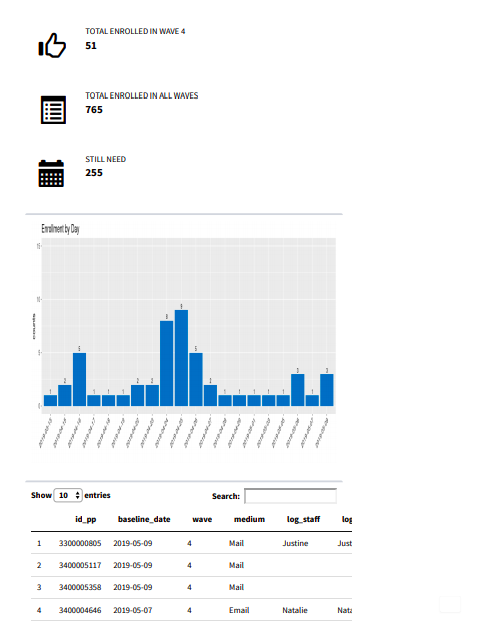 TOTAL ENROLLED IN WAVE 4
51
TOTAL ENROLLED IN ALL WAVES
765
STILL NEED
255
Enrollment by Day
15
10
5
0
1 2 5 1 1 1 2 2 8 9 5 2 1 1 1 1 1 3 1 3
Show 10 entries Search:
id_pp baseline_date wave medium log_staff log
1 3300000805 2019-05-09 4 Mail Justine Just
2 3400005117 2019-05-09 4 Mail
3 3400005358 2019-05-09 4 Mail
4 3400004646 2019-05-07 4 Email Natalie Nata